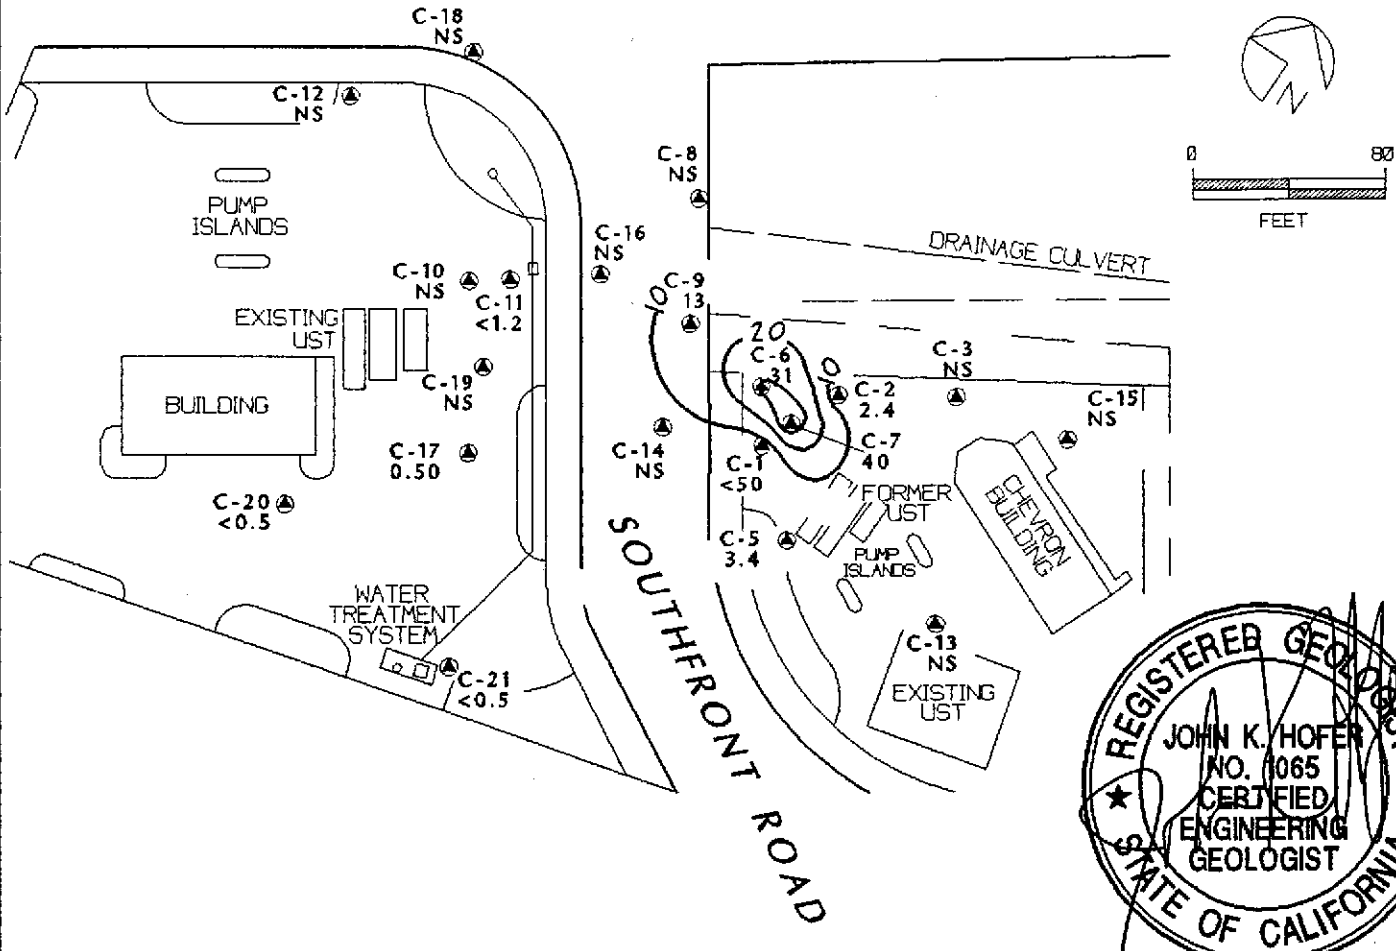 C-18
NS
C-12
NS
PUMP
ISLANDS
C-8
NS
0 80
FEET
N
DRAINAGE CULVERT
C-16
NS
C-10
NS
C-11
<1.2
C-9
13
10
EXISTING
UST
20
C-6
31
10
C-3
NS
C-19
NS
C-2
2.4
C-15
NS
BUILDING
C-17
0.50
C-14
NS
C-1
<50
C-7
40
C-20
<0.5
FORMER
UST
CHEVRON
BUILDING
C-5
3.4
PUMP
ISLANDS
WATER
TREATMENT
SYSTEM
C-21
<0.5
C-13
NS
EXISTING
UST
SOUTHFRONT ROAD
REGISTERED GEOLOGIST
JOHN K. HOFER
NO. 1065
CERTIFIED
ENGINEERING
GEOLOGIST
STATE OF CALIFORNIA